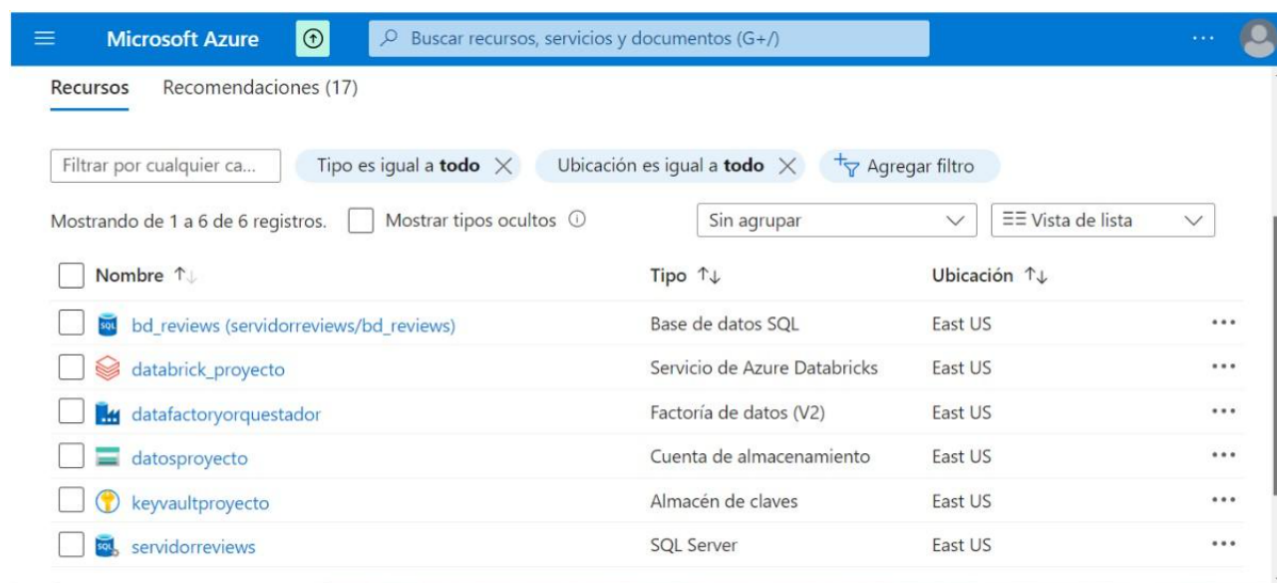 Microsoft Azure Buscar recursos, servicios y documentos (G+/)
Recursos Recomendaciones (17)
Filtrar por cualquier ca... Tipo es igual a todo Ubicación es igual a todo Agregar filtro
Mostrando de 1 a 6 de 6 registros. Mostrar tipos ocultos Sin agrupar Vista de lista
Nombre ↑↓ Tipo ↑↓ Ubicación ↑↓
bd_reviews (servidorreviews/bd_reviews) Base de datos SQL East US
databrick_proyecto Servicio de Azure Databricks East US
datafactoryorquestador Factoría de datos (V2) East US
datosproyecto Cuenta de almacenamiento East US
keyvaultproyecto Almacén de claves East US
servidorreviews SQL Server East US